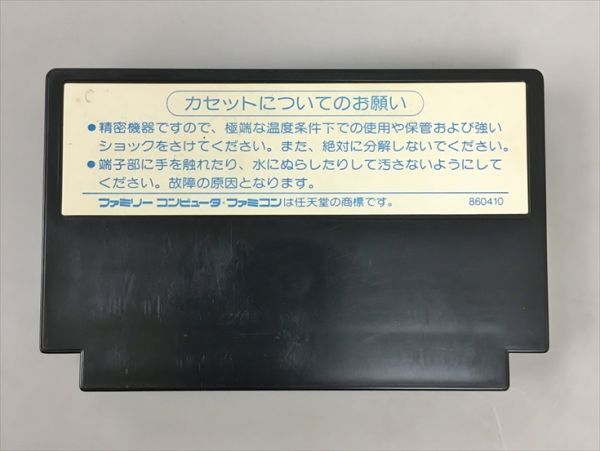 カセットについてのお願い
●精密機器ですので、極端な温度条件下での使用や保管および強い
ショックをさけてください。また、絶対に分解しないでください。
●端子部に手を触れたり、水にぬらしたりして汚さないようにして
ください。故障の原因となります。
ファミリー コンピュータ・ファミコンは任天堂の商標です。 860410